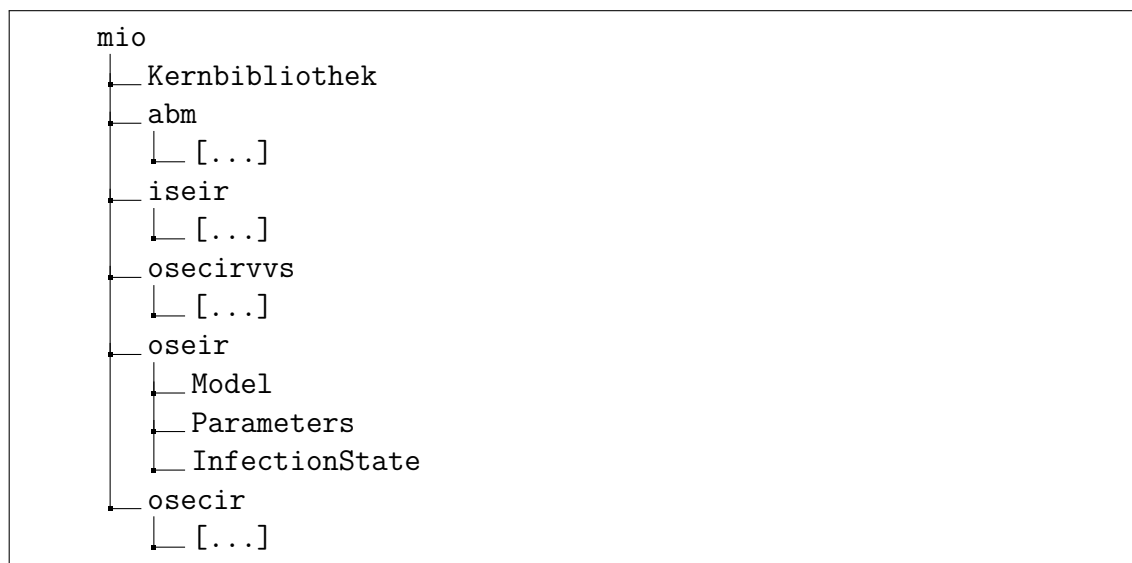 mio
Kernbibliothek
abm
[...]
iseir
[...]
osecirvvs
[...]
oseir
Model
Parameters
InfectionState
osecir
[...]